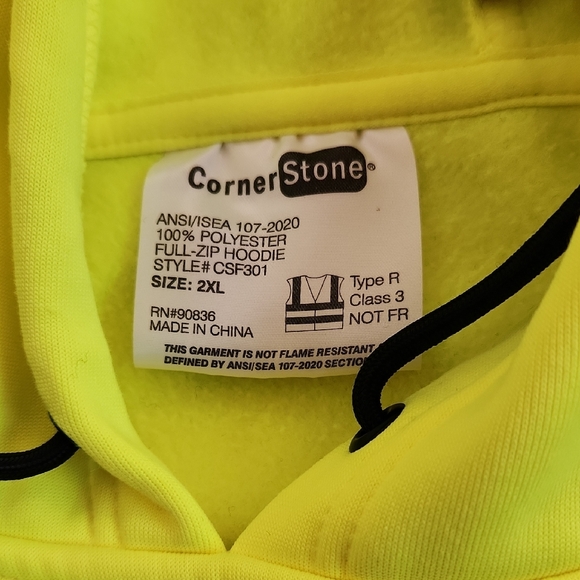 CornerStone®
ANSI/ISEA 107-2020
100% POLYESTER
FULL-ZIP HOODIE
STYLE# CSF301
SIZE: 2XL
Type R
Class 3
NOT FR
RN#90836
MADE IN CHINA
THIS GARMENT IS NOT FLAME RESISTANT
DEFINED BY ANSI/ISEA 107-2020 SECTION